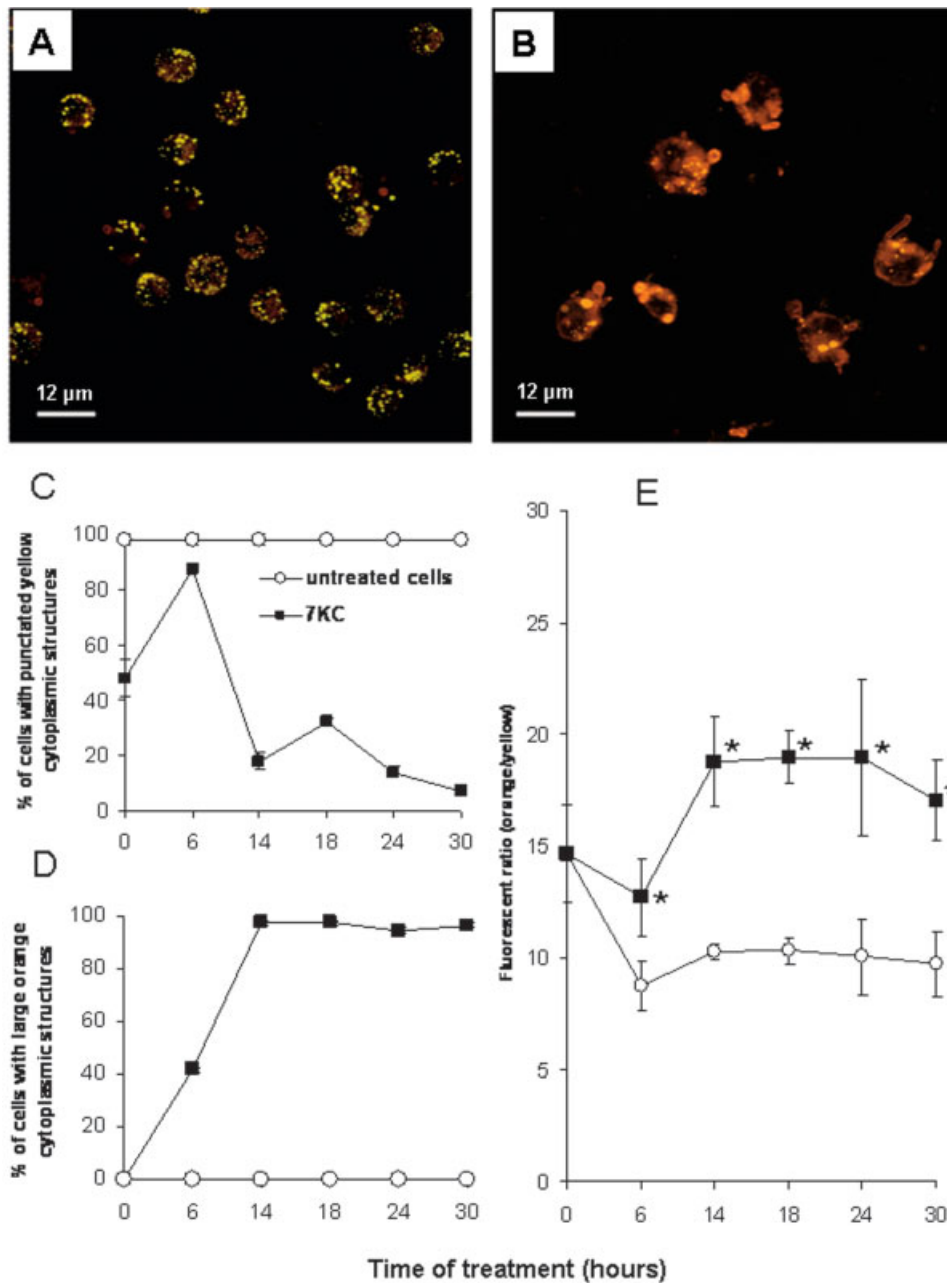 A
B
12 µm
12 µm
C
% of cells with punctated yellow
cytoplasmic structures
100
80
60
40
20
0
untreated cells
7KC
0 6 14 18 24 30
D
% of cells with large orange
cytoplasmic structures
100
80
60
40
20
0
0 6 14 18 24 30
E
Fluorescent ratio (orange/yellow)
30
25
20
15
10
5
0
* * * *
*
0 6 14 18 24 30
Time of treatment (hours)